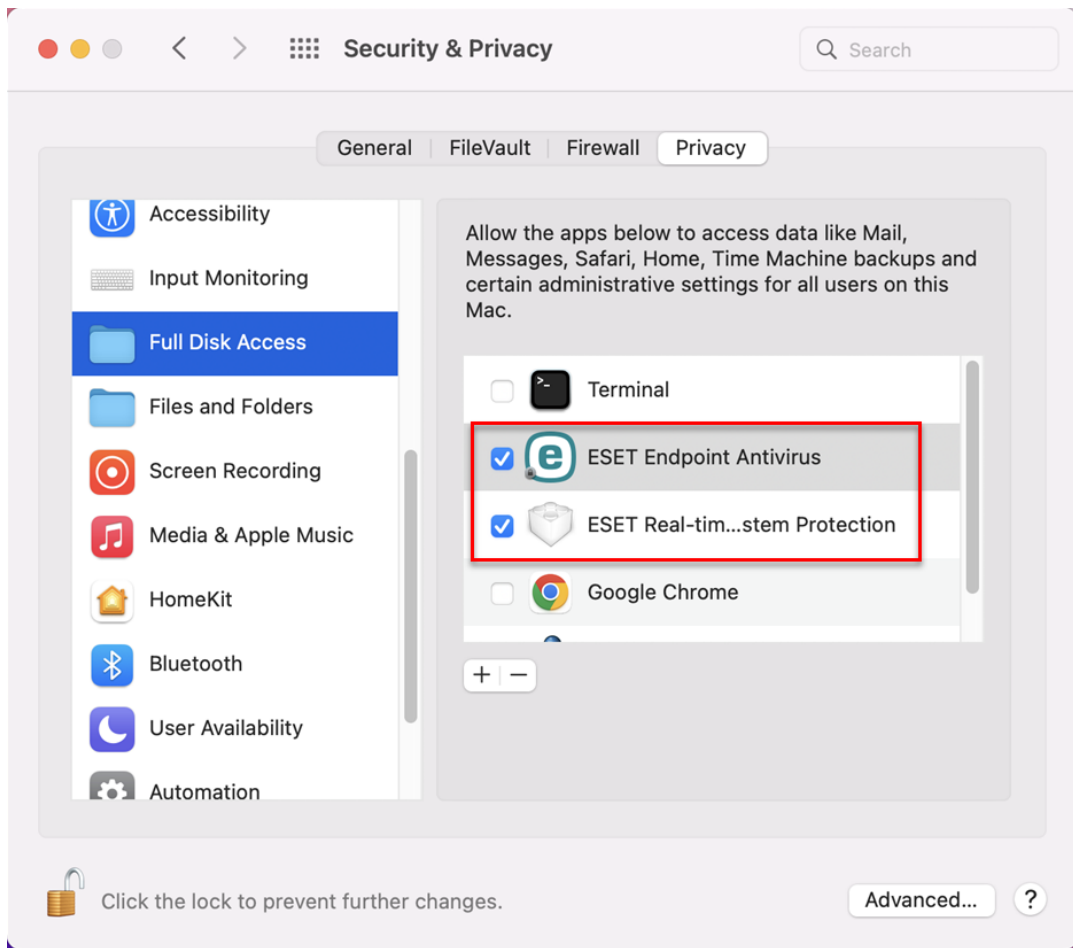 Security & Privacy
Search
General
FileVault
Firewall
Privacy
Accessibility
Input Monitoring
Full Disk Access
Files and Folders
Screen Recording
Media & Apple Music
HomeKit
Bluetooth
User Availability
Automation
Allow the apps below to access data like Mail,
Messages, Safari, Home, Time Machine backups and
certain administrative settings for all users on this
Mac.
>_
Terminal
e
ESET Endpoint Antivirus
ESET Real-tim...stem Protection
Google Chrome
+ −
Click the lock to prevent further changes.
Advanced...
?